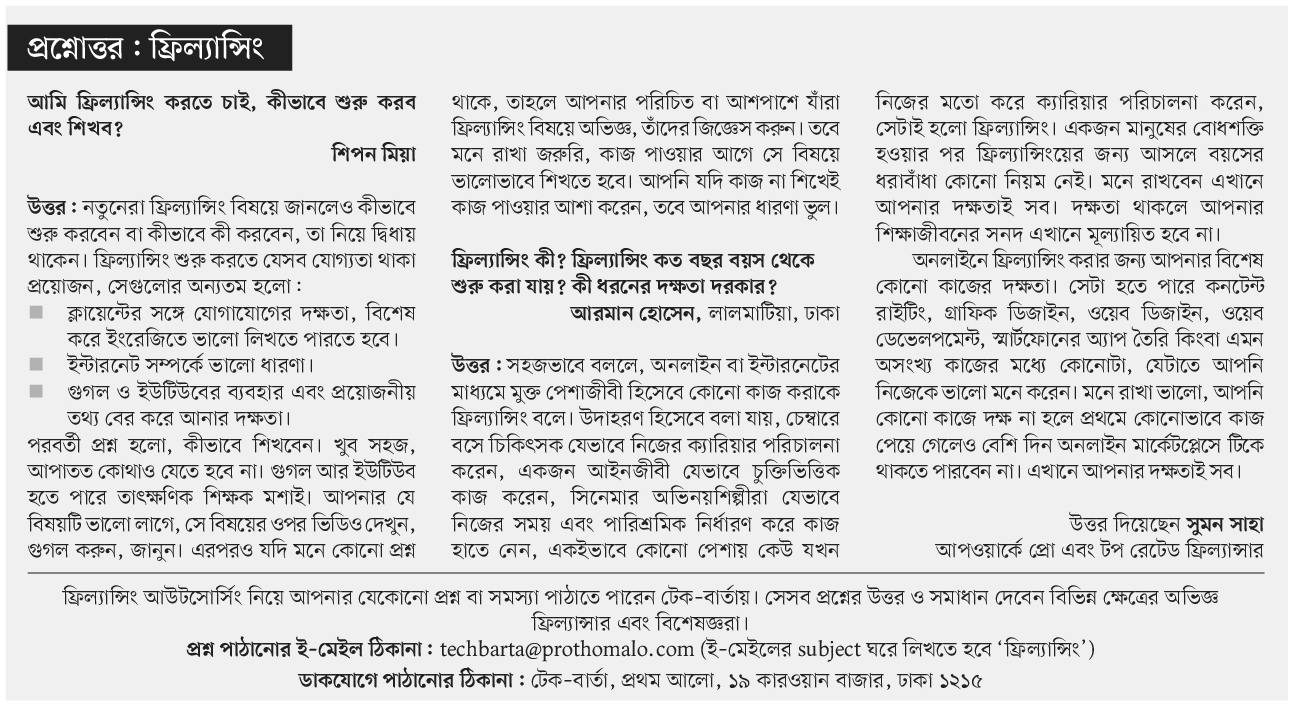 প্রশ্নোত্তর : ফ্রিল্যান্সিং
আমি ফ্রিল্যান্সিং করতে চাই, কীভাবে শুরু করব
এবং শিখব?
শিপন মিয়া
উত্তর : নতুনেরা ফ্রিল্যান্সিং বিষয়ে জানলেও কীভাবে
শুরু করবেন বা কীভাবে কী করবেন, তা নিয়ে দ্বিধায়
থাকেন। ফ্রিল্যান্সিং শুরু করতে যেসব যোগ্যতা থাকা
প্রয়োজন, সেগুলোর অন্যতম হলো :
■ ক্লায়েন্টের সঙ্গে যোগাযোগের দক্ষতা, বিশেষ
করে ইংরেজিতে ভালো লিখতে পারতে হবে।
■ ইন্টারনেট সম্পর্কে ভালো ধারণা।
■ গুগল ও ইউটিউবের ব্যবহার এবং প্রয়োজনীয়
তথ্য বের করে আনার দক্ষতা।
পরবর্তী প্রশ্ন হলো, কীভাবে শিখবেন। খুব সহজ,
আপাতত কোথাও যেতে হবে না। গুগল আর ইউটিউব
হতে পারে তাৎক্ষণিক শিক্ষক মশাই। আপনার যে
বিষয়টি ভালো লাগে, সে বিষয়ের ওপর ভিডিও দেখুন,
গুগল করুন, জানুন। এরপরও যদি মনে কোনো প্রশ্ন
থাকে, তাহলে আপনার পরিচিত বা আশপাশে যাঁরা
ফ্রিল্যান্সিং বিষয়ে অভিজ্ঞ, তাঁদের জিজ্ঞেস করুন। তবে
মনে রাখা জরুরি, কাজ পাওয়ার আগে সে বিষয়ে
ভালোভাবে শিখতে হবে। আপনি যদি কাজ না শিখেই
কাজ পাওয়ার আশা করেন, তবে আপনার ধারণা ভুল।
ফ্রিল্যান্সিং কী? ফ্রিল্যান্সিং কত বছর বয়স থেকে
শুরু করা যায়? কী ধরনের দক্ষতা দরকার?
আরমান হোসেন, লালমাটিয়া, ঢাকা
উত্তর : সহজভাবে বললে, অনলাইন বা ইন্টারনেটের
মাধ্যমে মুক্ত পেশাজীবী হিসেবে কোনো কাজ করাকে
ফ্রিল্যান্সিং বলে। উদাহরণ হিসেবে বলা যায়, চেম্বারে
বসে চিকিৎসক যেভাবে নিজের ক্যারিয়ার পরিচালনা
করেন, একজন আইনজীবী যেভাবে চুক্তিভিত্তিক
কাজ করেন, সিনেমার অভিনয়শিল্পীরা যেভাবে
নিজের সময় এবং পারিশ্রমিক নির্ধারণ করে কাজ
হাতে নেন, একইভাবে কোনো পেশায় কেউ যখন
নিজের মতো করে ক্যারিয়ার পরিচালনা করেন,
সেটাই হলো ফ্রিল্যান্সিং। একজন মানুষের বোধশক্তি
হওয়ার পর ফ্রিল্যান্সিংয়ের জন্য আসলে বয়সের
ধরাবাঁধা কোনো নিয়ম নেই। মনে রাখবেন এখানে
আপনার দক্ষতাই সব। দক্ষতা থাকলে আপনার
শিক্ষাজীবনের সনদ এখানে মূল্যায়িত হবে না।
অনলাইনে ফ্রিল্যান্সিং করার জন্য আপনার বিশেষ
কোনো কাজের দক্ষতা। সেটা হতে পারে কনটেন্ট
রাইটিং, গ্রাফিক ডিজাইন, ওয়েব ডিজাইন, ওয়েব
ডেভেলপমেন্ট, স্মার্টফোনের অ্যাপ তৈরি কিংবা এমন
অসংখ্য কাজের মধ্যে কোনোটা, যেটাতে আপনি
নিজেকে ভালো মনে করেন। মনে রাখা ভালো, আপনি
কোনো কাজে দক্ষ না হলে প্রথমে কোনোভাবে কাজ
পেয়ে গেলেও বেশি দিন অনলাইন মার্কেটপ্লেসে টিকে
থাকতে পারবেন না। এখানে আপনার দক্ষতাই সব।
উত্তর দিয়েছেন সুমন সাহা
আপওয়ার্কে প্রো এবং টপ রেটেড ফ্রিল্যান্সার
ফ্রিল্যান্সিং আউটসোর্সিং নিয়ে আপনার যেকোনো প্রশ্ন বা সমস্যা পাঠাতে পারেন টেক-বার্তায়। সেসব প্রশ্নের উত্তর ও সমাধান দেবেন বিভিন্ন ক্ষেত্রের অভিজ্ঞ
ফ্রিল্যান্সার এবং বিশেষজ্ঞরা।
প্রশ্ন পাঠানোর ই-মেইল ঠিকানা : techbarta@prothomalo.com (ই-মেইলের subject ঘরে লিখতে হবে ‘ফ্রিল্যান্সিং’)
ডাকযোগে পাঠানোর ঠিকানা : টেক-বার্তা, প্রথম আলো, ১৯ কারওয়ান বাজার, ঢাকা ১২১৫